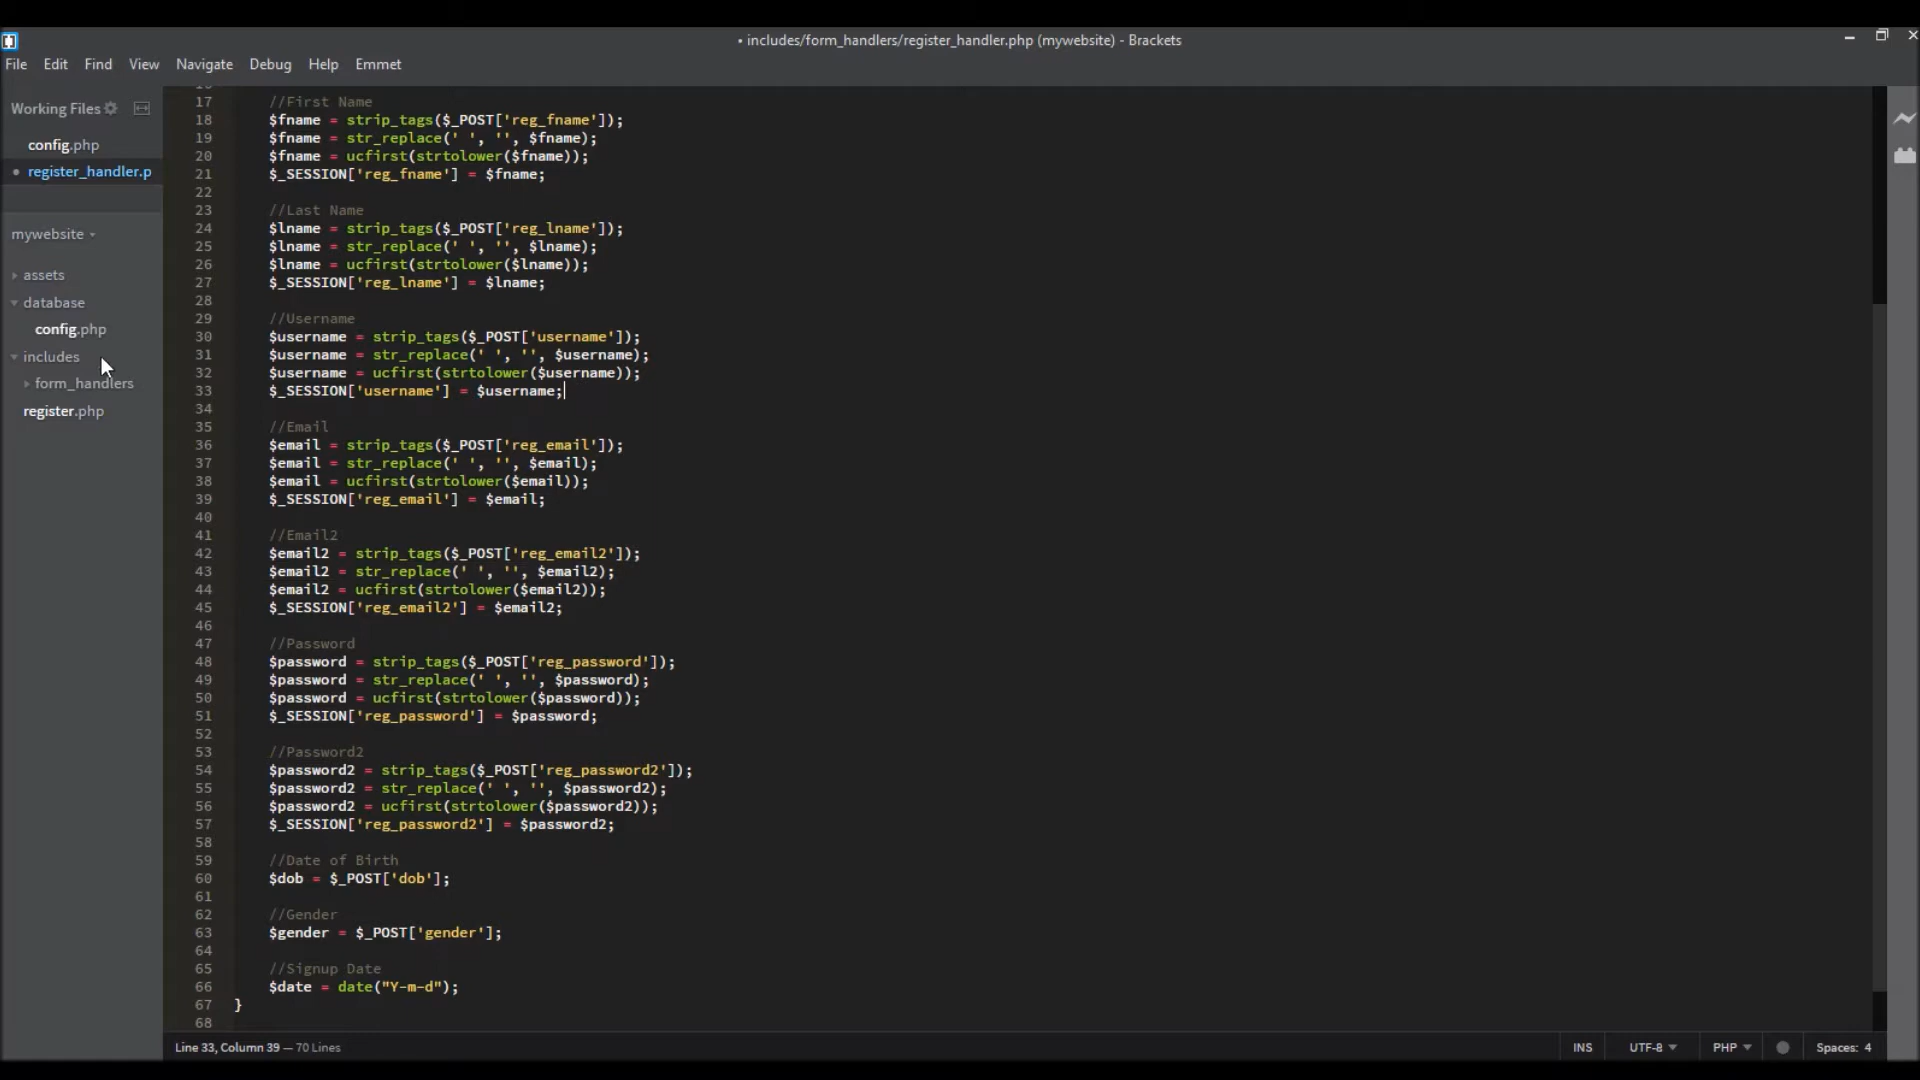 • includes/form_handlers/register_handler.php (mywebsite) - Brackets
File Edit Find View Navigate Debug Help Emmet
Working Files
config.php
• register_handler.p
mywebsite
assets
database
config.php
includes
form_handlers
register.php
17 //First Name
18 $fname = strip_tags($_POST['reg_fname']);
19 $fname = str_replace(' ', '', $fname);
20 $fname = ucfirst(strtolower($fname));
21 $_SESSION['reg_fname'] = $fname;
22
23 //Last Name
24 $lname = strip_tags($_POST['reg_lname']);
25 $lname = str_replace(' ', '', $lname);
26 $lname = ucfirst(strtolower($lname));
27 $_SESSION['reg_lname'] = $lname;
28
29 //Username
30 $username = strip_tags($_POST['username']);
31 $username = str_replace(' ', '', $username);
32 $username = ucfirst(strtolower($username));
33 $_SESSION['username'] = $username;
34
35 //Email
36 $email = strip_tags($_POST['reg_email']);
37 $email = str_replace(' ', '', $email);
38 $email = ucfirst(strtolower($email));
39 $_SESSION['reg_email'] = $email;
40
41 //Email2
42 $email2 = strip_tags($_POST['reg_email2']);
43 $email2 = str_replace(' ', '', $email2);
44 $email2 = ucfirst(strtolower($email2));
45 $_SESSION['reg_email2'] = $email2;
46
47 //Password
48 $password = strip_tags($_POST['reg_password']);
49 $password = str_replace(' ', '', $password);
50 $password = ucfirst(strtolower($password));
51 $_SESSION['reg_password'] = $password;
52
53 //Password2
54 $password2 = strip_tags($_POST['reg_password2']);
55 $password2 = str_replace(' ', '', $password2);
56 $password2 = ucfirst(strtolower($password2));
57 $_SESSION['reg_password2'] = $password2;
58
59 //Date of Birth
60 $dob = $_POST['dob'];
61
62 //Gender
63 $gender = $_POST['gender'];
64
65 //Signup Date
66 $date = date("Y-m-d");
67 }
68
Line 33, Column 39 — 70 Lines
INS UTF-8 PHP Spaces: 4